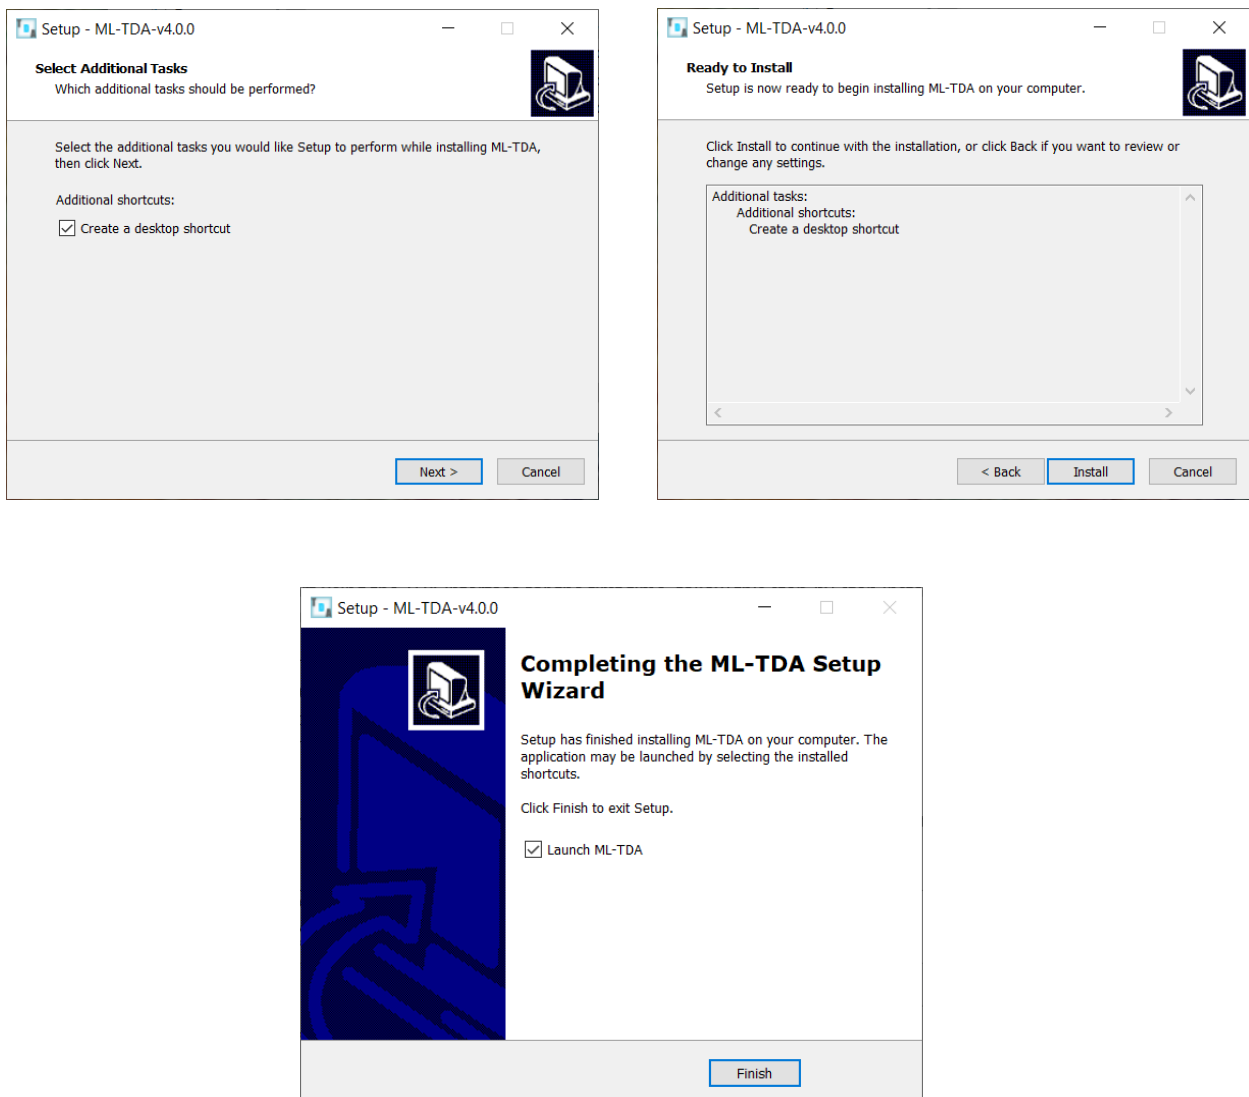 Setup - ML-TDA-v4.0.0
Select Additional Tasks
Which additional tasks should be performed?
Select the additional tasks you would like Setup to perform while installing ML-TDA,
then click Next.
Additional shortcuts:
Create a desktop shortcut
Next >
Cancel
Setup - ML-TDA-v4.0.0
Ready to Install
Setup is now ready to begin installing ML-TDA on your computer.
Click Install to continue with the installation, or click Back if you want to review or
change any settings.
Additional tasks:
Additional shortcuts:
Create a desktop shortcut
< Back
Install
Cancel
Setup - ML-TDA-v4.0.0
Completing the ML-TDA Setup
Wizard
Setup has finished installing ML-TDA on your computer. The
application may be launched by selecting the installed
shortcuts.
Click Finish to exit Setup.
Launch ML-TDA
Finish